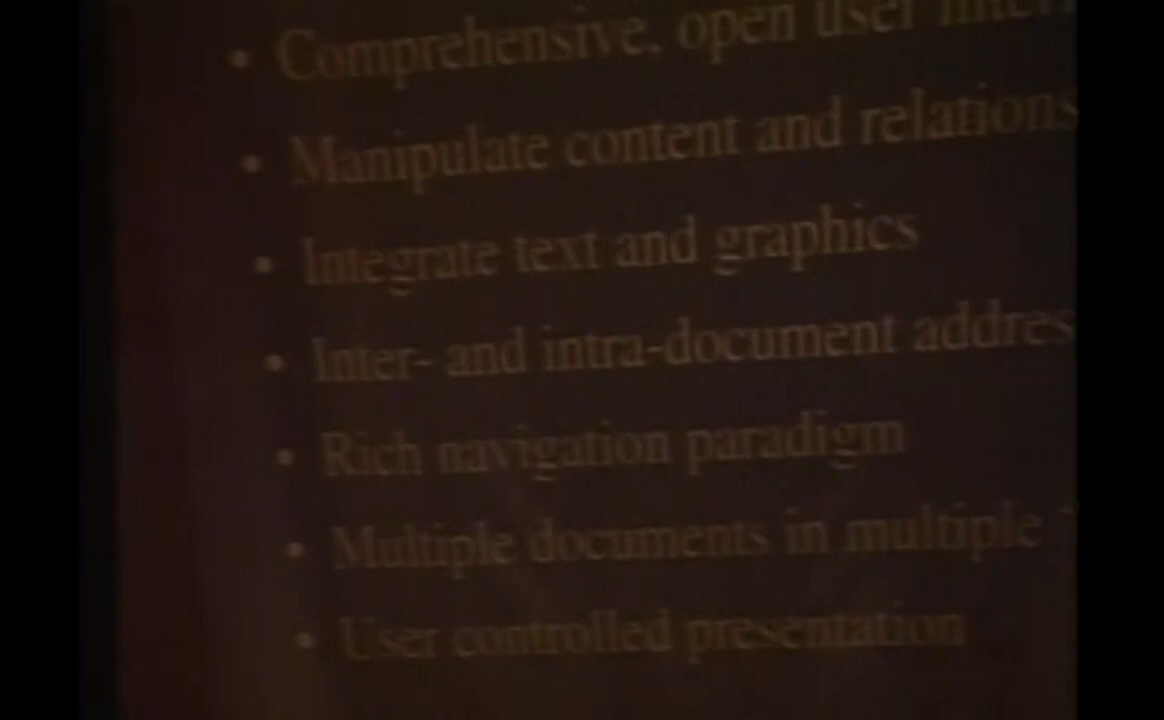 • Comprehensive, open user
• Manipulate content and relations
• Integrate text and graphics
• Inter- and intra-document addres
• Rich navigation paradigm
• Multiple documents in multiple
• User controlled presentation